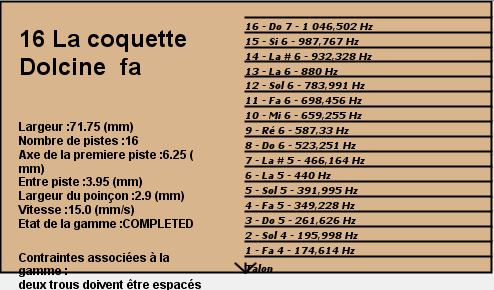 16 La coquette
Dolcine fa
Largeur :71.75 (mm)
Nombre de pistes :16
Axe de la premiere piste :6.25 (
mm)
Entre piste :3.95 (mm)
Largeur du poinçon :2.9 (mm)
Vitesse :15.0 (mm/s)
Etat de la gamme :COMPLETED
Contraintes associées à la
gamme :
deux trous doivent être espacés
16 - Do 7 - 1 046,502 Hz
15 - Si 6 - 987,767 Hz
14 - La # 6 - 932,328 Hz
13 - La 6 - 880 Hz
12 - Sol 6 - 783,991 Hz
11 - Fa 6 - 698,456 Hz
10 - Mi 6 - 659,255 Hz
9 - Ré 6 - 587,33 Hz
8 - Do 6 - 523,251 Hz
7 - La # 5 - 466,164 Hz
6 - La 5 - 440 Hz
5 - Sol 5 - 391,995 Hz
4 - Fa 5 - 349,228 Hz
3 - Do 5 - 261,626 Hz
2 - Sol 4 - 195,998 Hz
1 - Fa 4 - 174,614 Hz
Talon